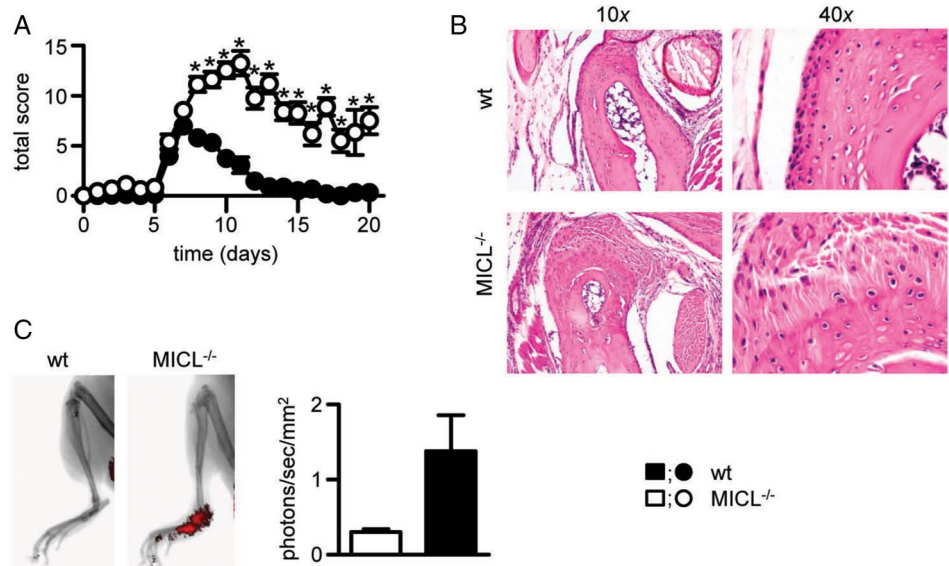 A
total score
15
10
5
0
* * * * * * * * * * * * *
0 5 10 15 20
time (days)
B
10x 40x
wt
MICL-/-
C
wt MICL-/-
photons/sec/mm2
2
1
0
■;● wt
□;○ MICL-/-